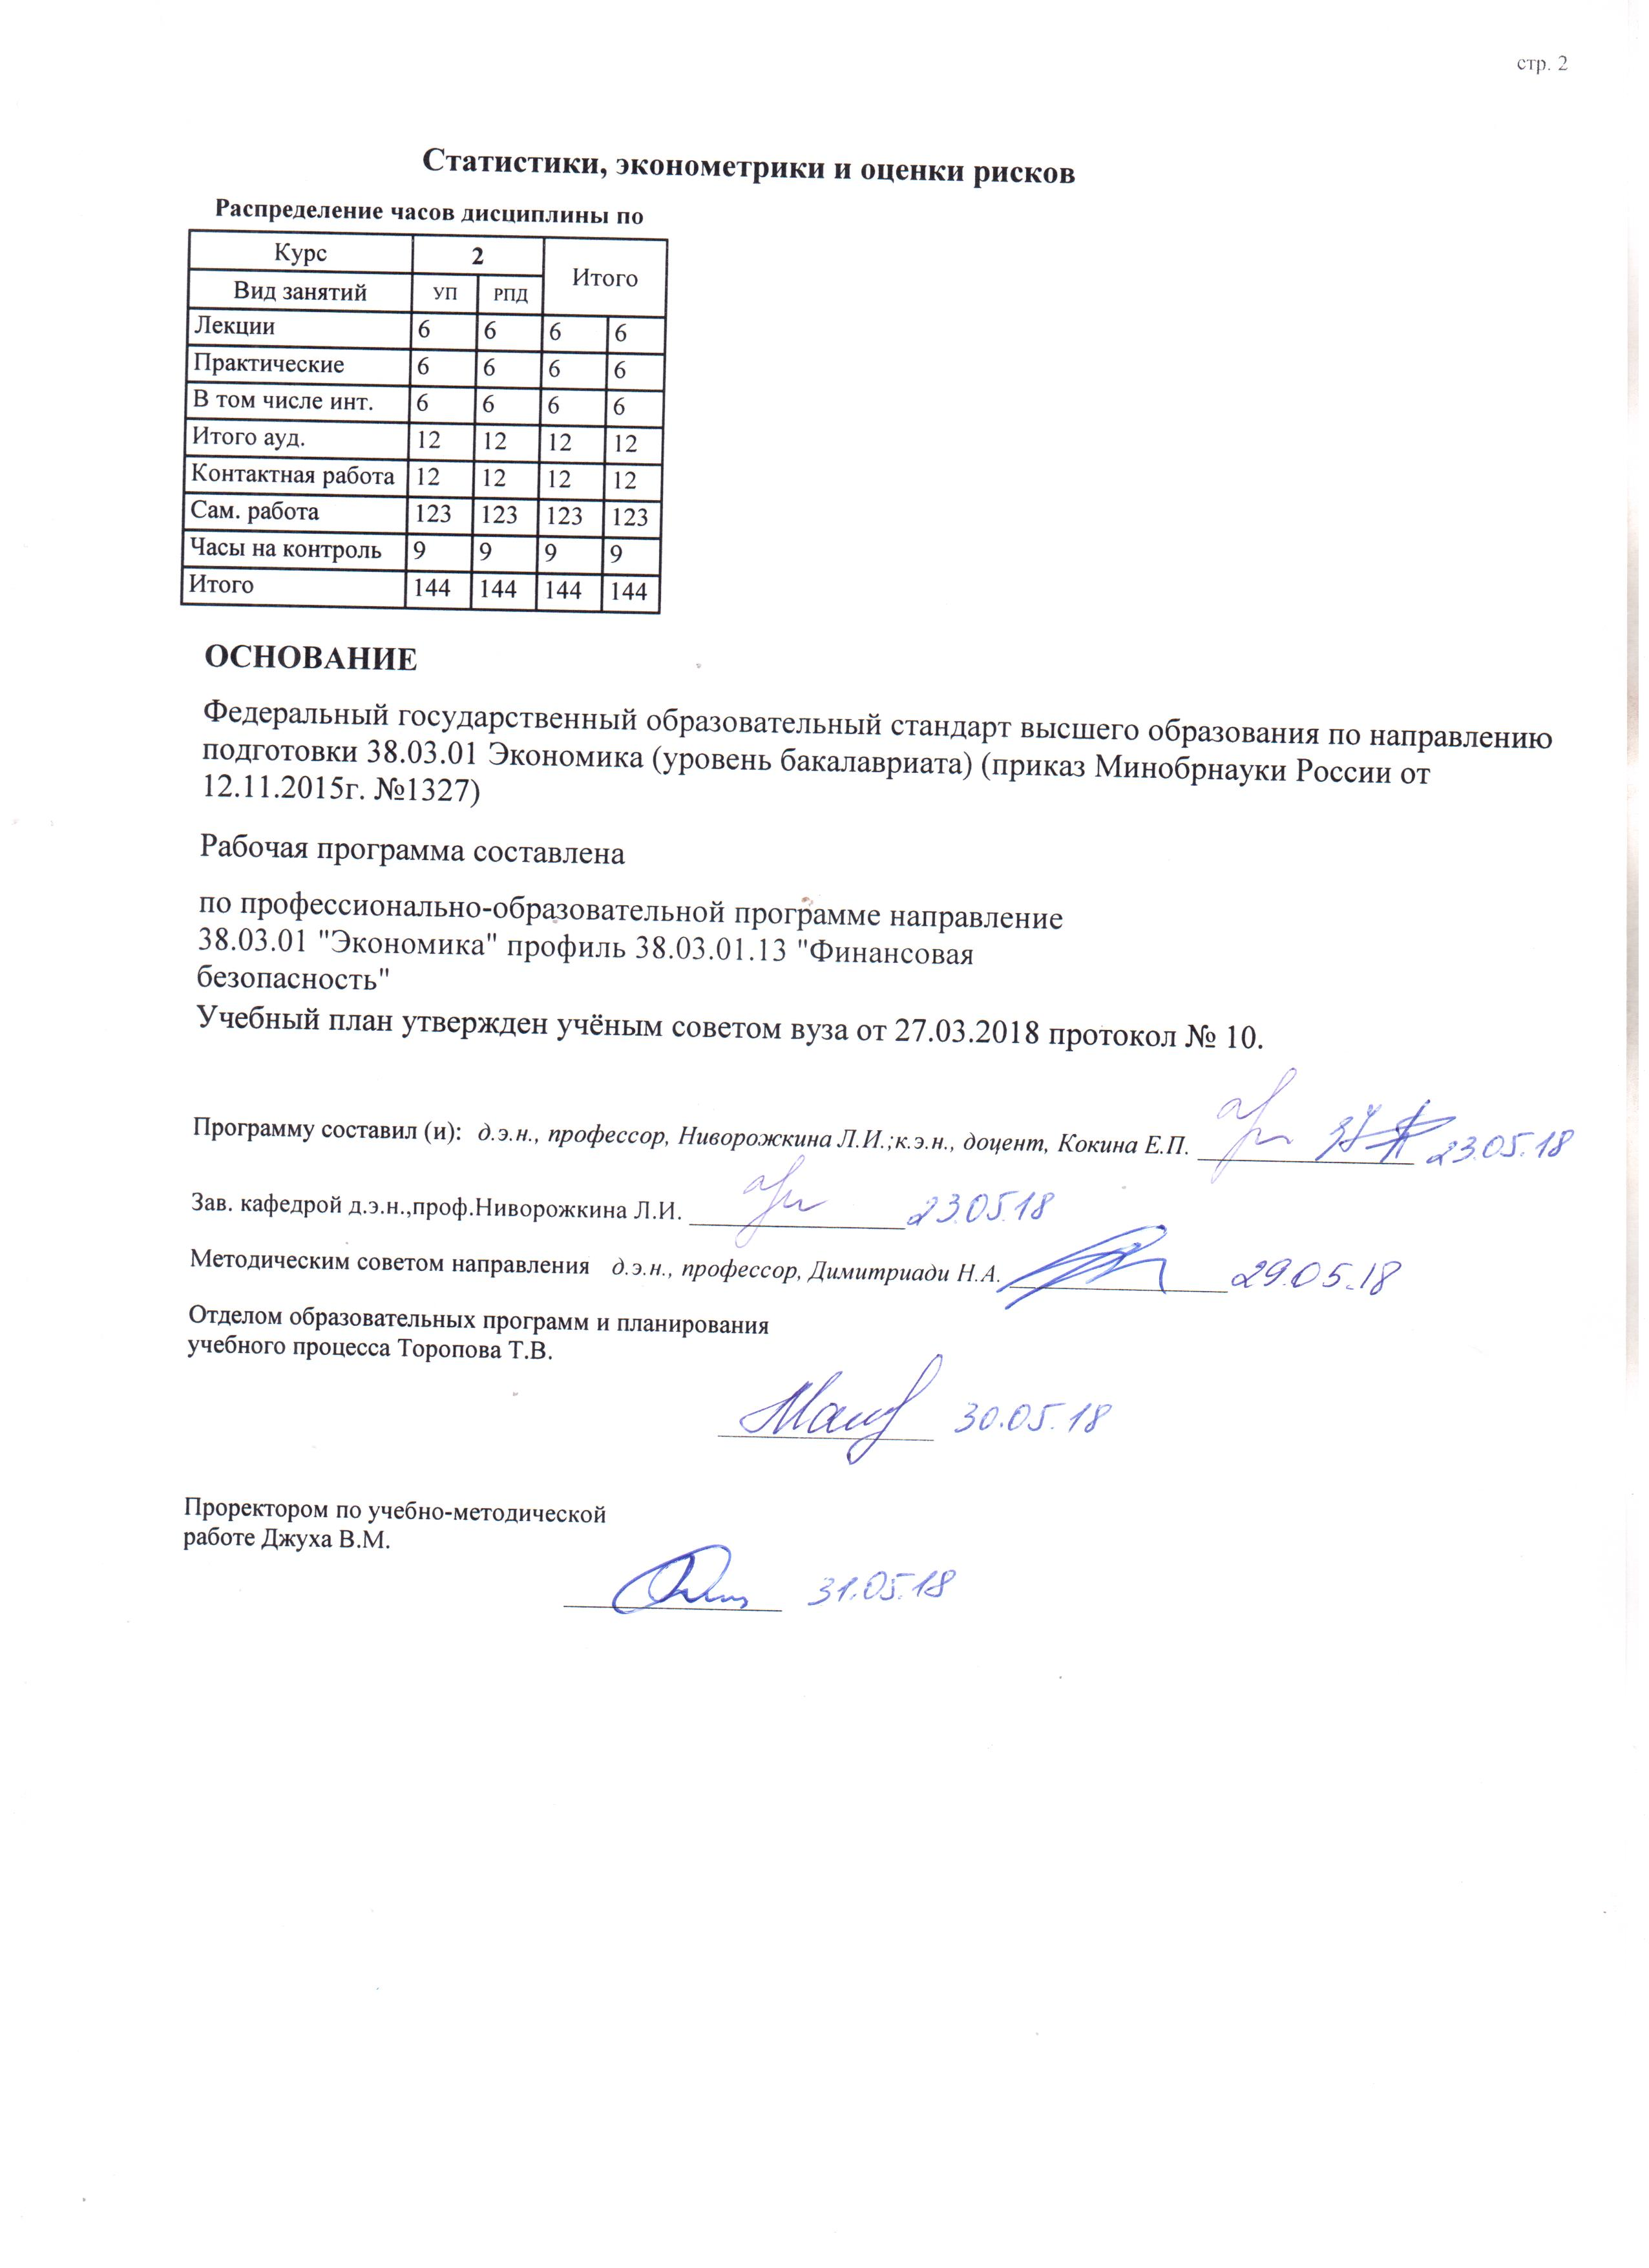 стр. 2
Статистики, эконометрики и оценки рисков
Распределение часов дисциплины по
Курс 2 Итого
Вид занятий УП РПД
Лекции 6 6 6 6
Практические 6 6 6 6
В том числе инт. 6 6 6 6
Итого ауд. 12 12 12 12
Контактная работа 12 12 12 12
Сам. работа 123 123 123 123
Часы на контроль 9 9 9 9
Итого 144 144 144 144
ОСНОВАНИЕ
Федеральный государственный образовательный стандарт высшего образования по направлению
подготовки 38.03.01 Экономика (уровень бакалавриата) (приказ Минобрнауки России от
12.11.2015г. №1327)
Рабочая программа составлена
по профессионально-образовательной программе направление
38.03.01 "Экономика" профиль 38.03.01.13 "Финансовая
безопасность"
Учебный план утвержден учёным советом вуза от 27.03.2018 протокол № 10.
Программу составил (и): д.э.н., профессор, Ниворожкина Л.И.;к.э.н., доцент, Кокина Е.П. 23.05.18
Зав. кафедрой д.э.н.,проф.Ниворожкина Л.И. 23.05.18
Методическим советом направления д.э.н., профессор, Димитриади Н.А. 29.05.18
Отделом образовательных программ и планирования
учебного процесса Торопова Т.В.
30.05.18
Проректором по учебно-методической
работе Джуха В.М.
31.05.18